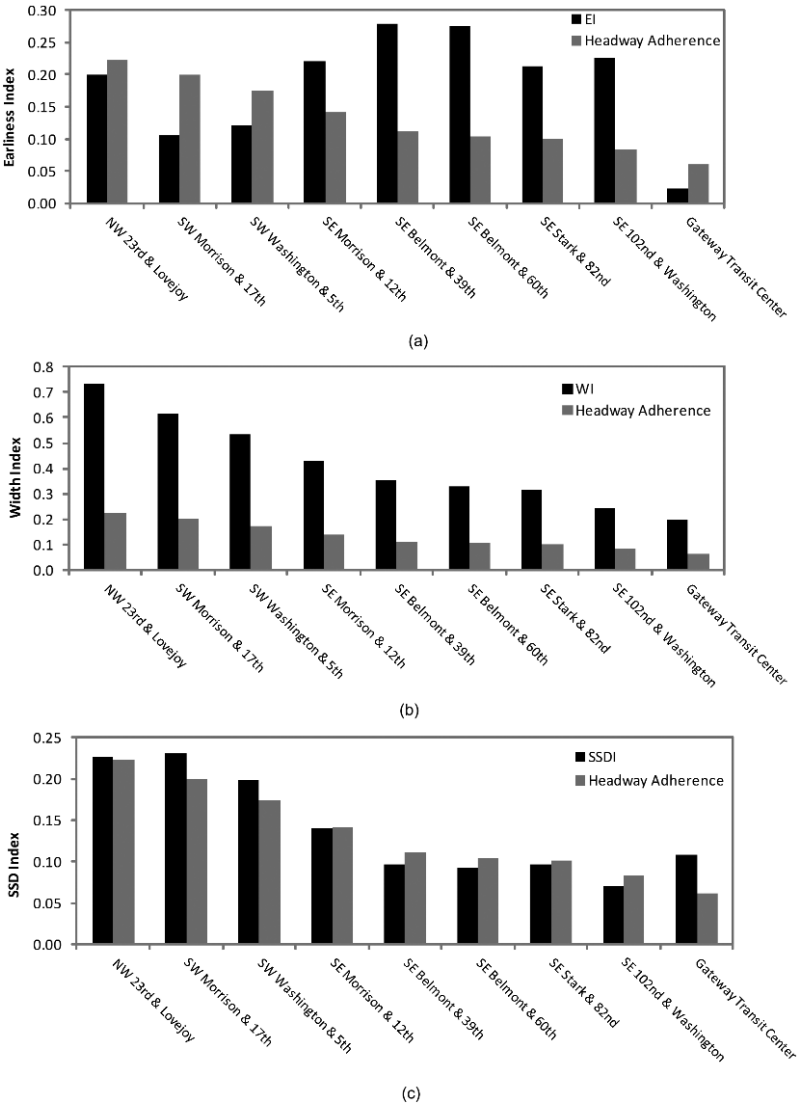 0.30
0.25
0.20
0.15
0.10
0.05
0.00
Earliness Index
EI
Headway Adherence
NW 23rd & Lovejoy
SW Morrison & 17th
SW Washington & 5th
SE Morrison & 12th
SE Belmont & 39th
SE Belmont & 60th
SE Stark & 82nd
SE 102nd & Washington
Gateway Transit Center
(a)
0.8
0.7
0.6
0.5
0.4
0.3
0.2
0.1
0.0
Width Index
WI
Headway Adherence
NW 23rd & Lovejoy
SW Morrison & 17th
SW Washington & 5th
SE Morrison & 12th
SE Belmont & 39th
SE Belmont & 60th
SE Stark & 82nd
SE 102nd & Washington
Gateway Transit Center
(b)
0.25
0.20
0.15
0.10
0.05
0.00
SSD Index
SSDI
Headway Adherence
NW 23rd & Lovejoy
SW Morrison & 17th
SW Washington & 5th
SE Morrison & 12th
SE Belmont & 39th
SE Belmont & 60th
SE Stark & 82nd
SE 102nd & Washington
Gateway Transit Center
(c)